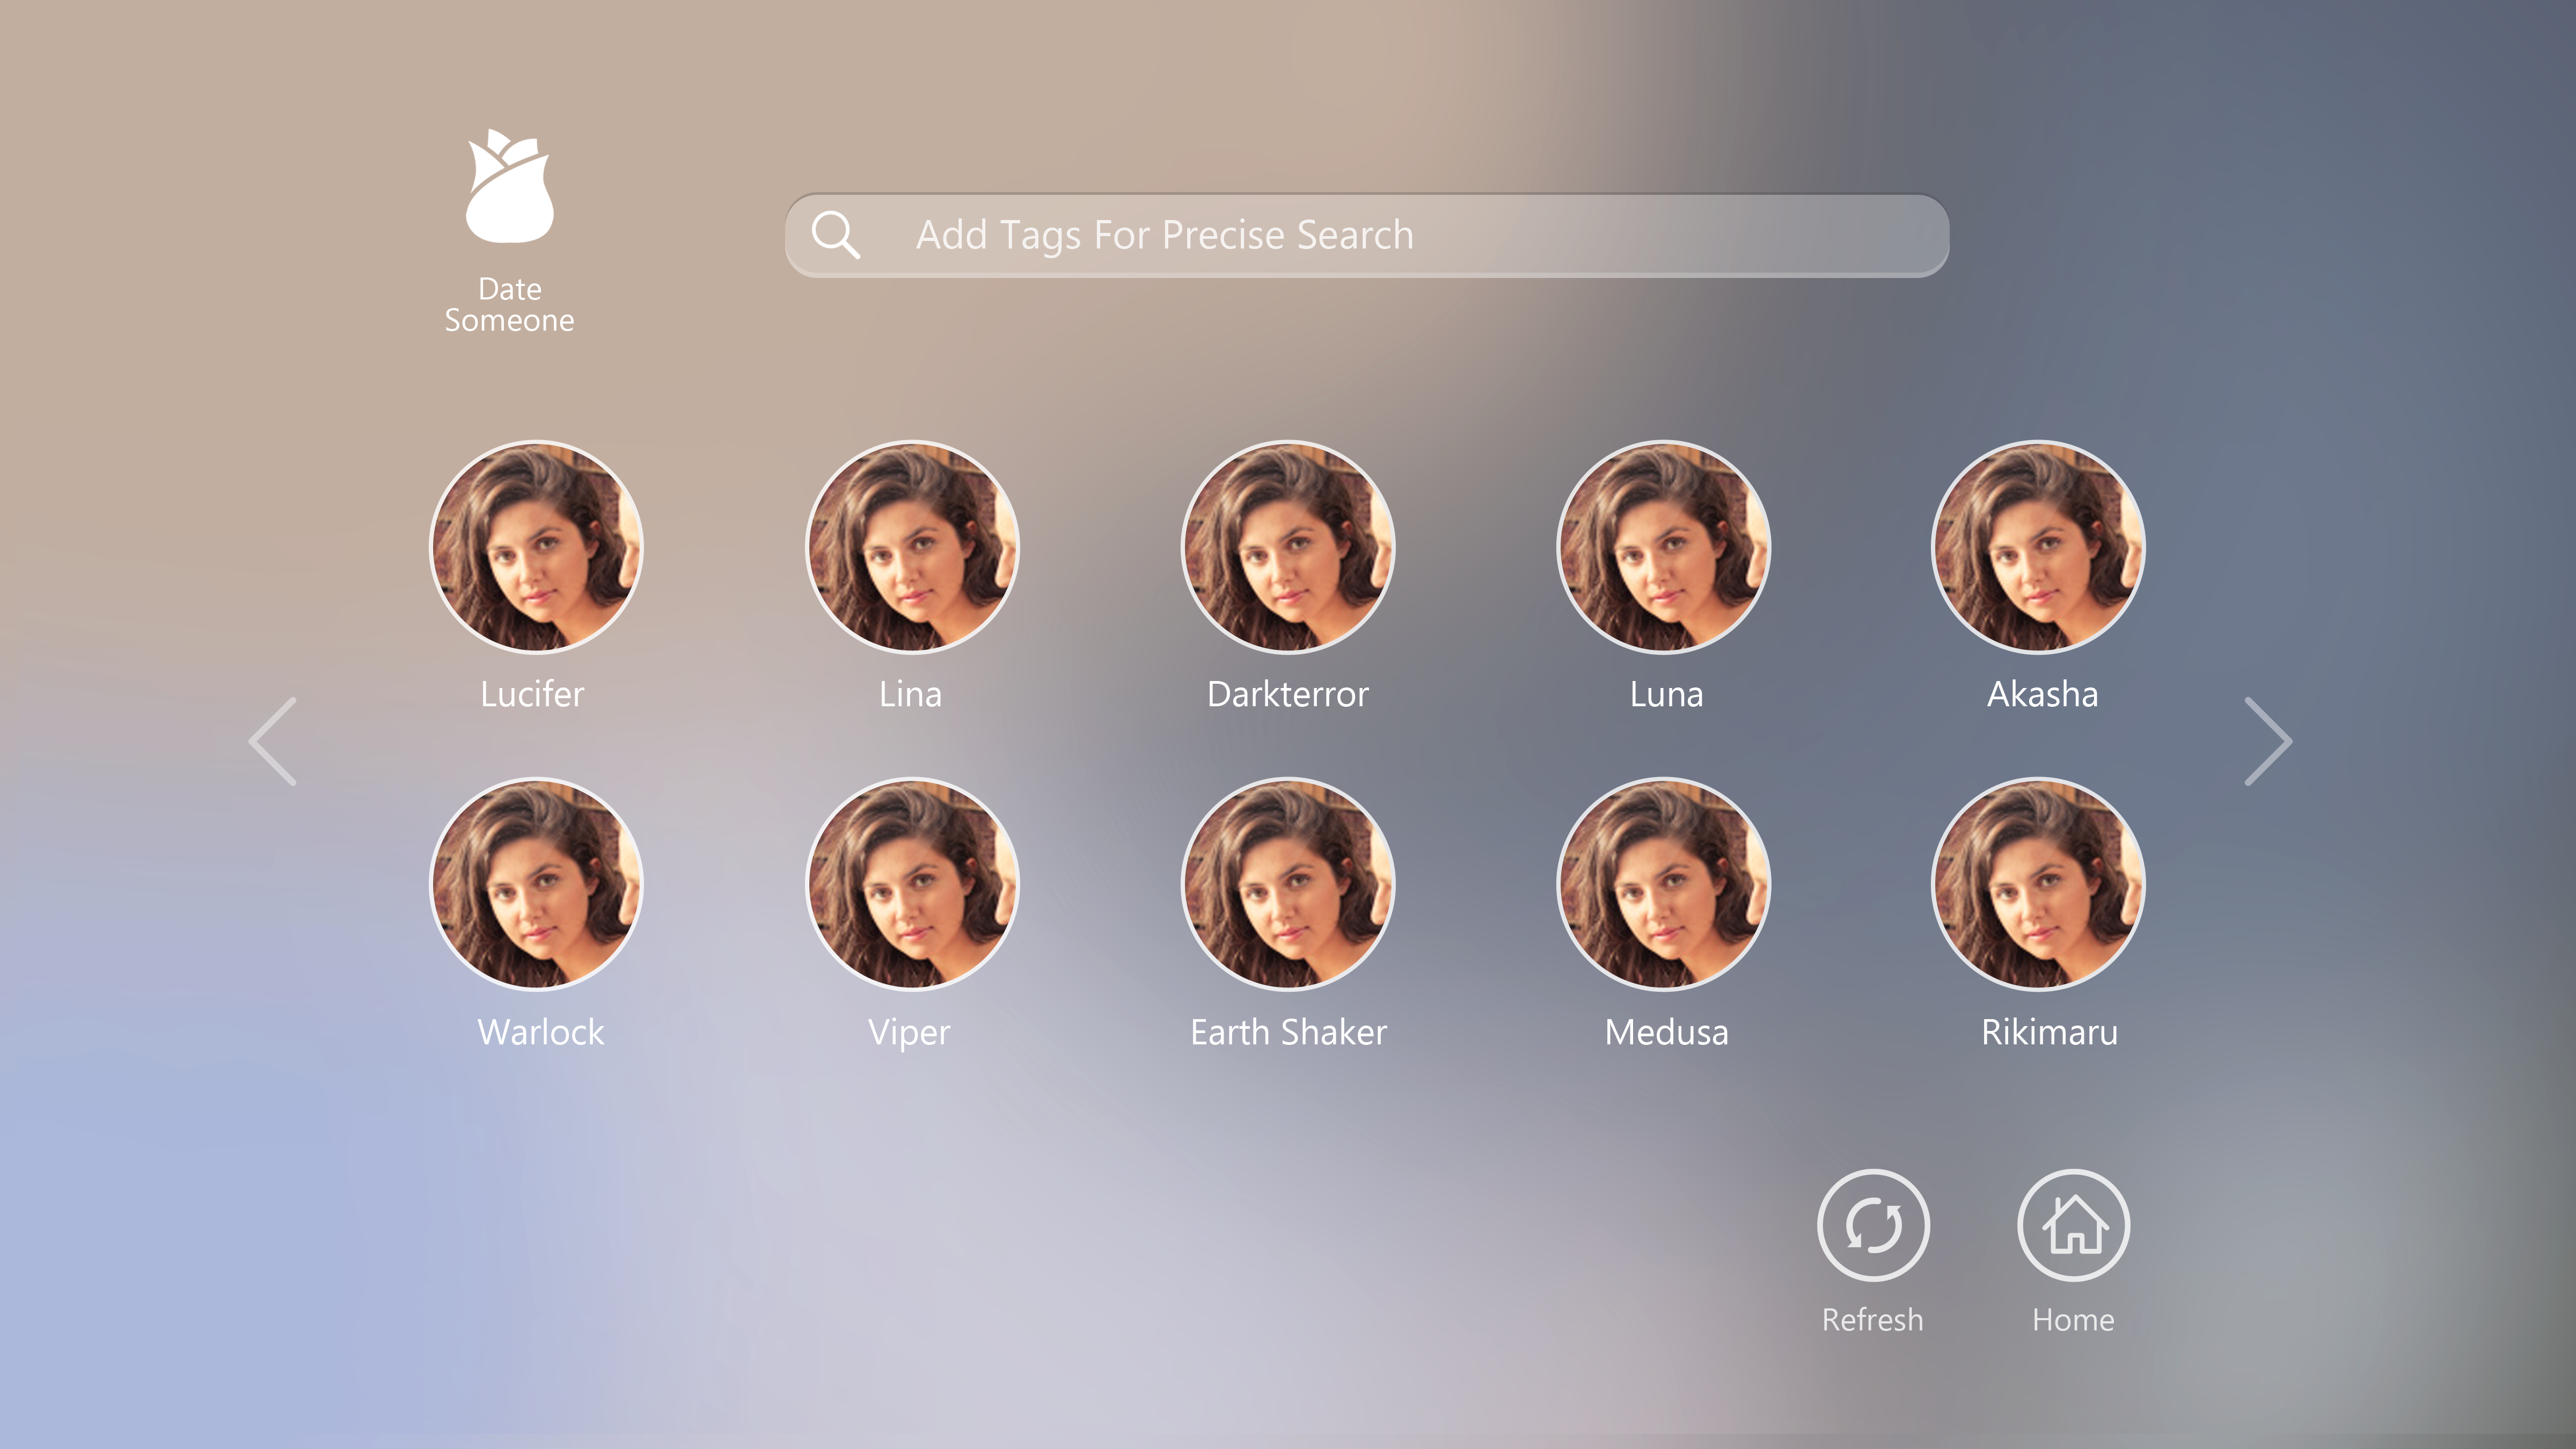 Date
Someone
Add Tags For Precise Search
Lucifer
Lina
Darkterror
Luna
Akasha
Warlock
Viper
Earth Shaker
Medusa
Rikimaru
Refresh
Home